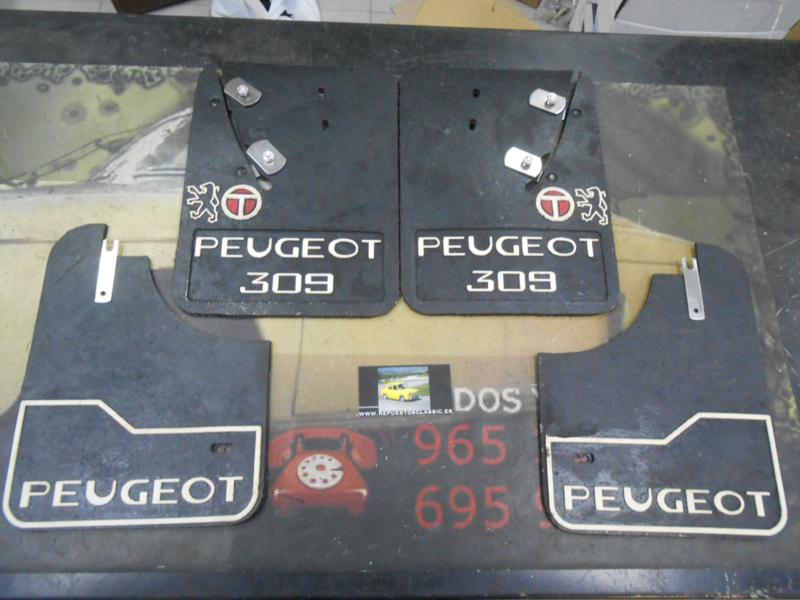 PEUGEOT
309
PEUGEOT
309
WWW.REPUESTOSCLASSIC.ES
DOS
965
695
PEUGEOT
PEUGEOT